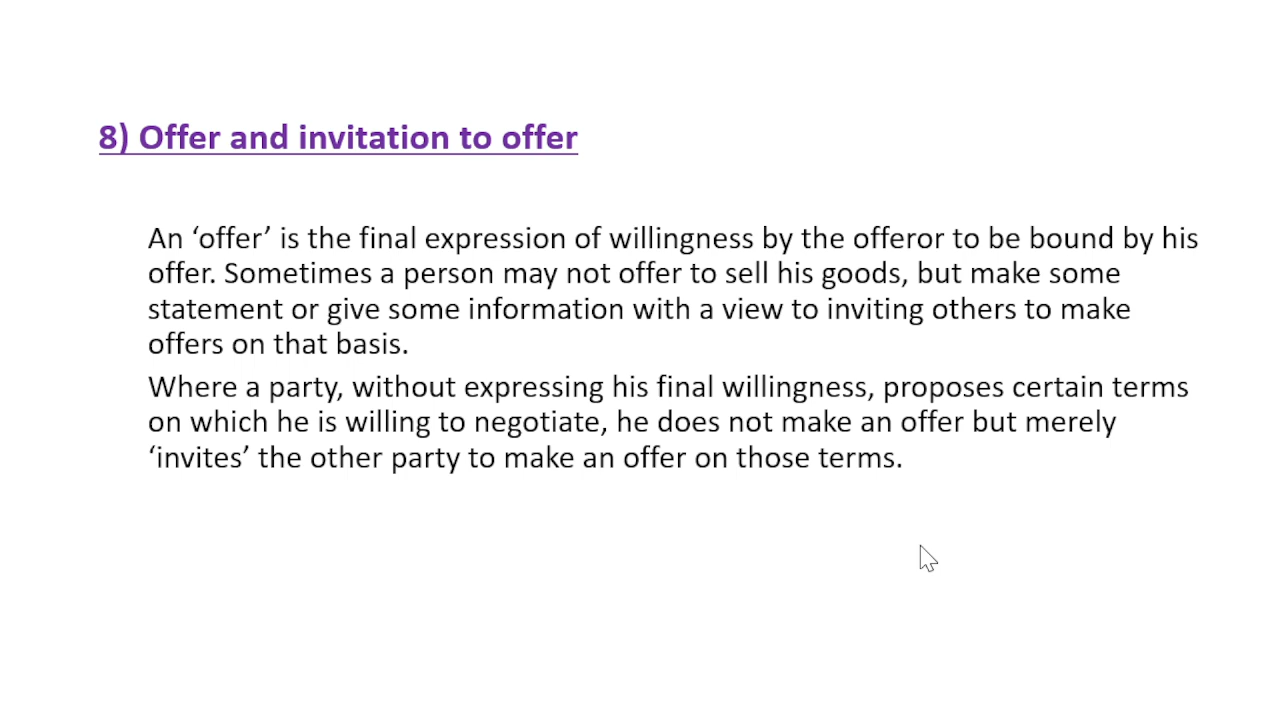 8) Offer and invitation to offer
An ‘offer’ is the final expression of willingness by the offeror to be bound by his
offer. Sometimes a person may not offer to sell his goods, but make some
statement or give some information with a view to inviting others to make
offers on that basis.
Where a party, without expressing his final willingness, proposes certain terms
on which he is willing to negotiate, he does not make an offer but merely
‘invites’ the other party to make an offer on those terms.